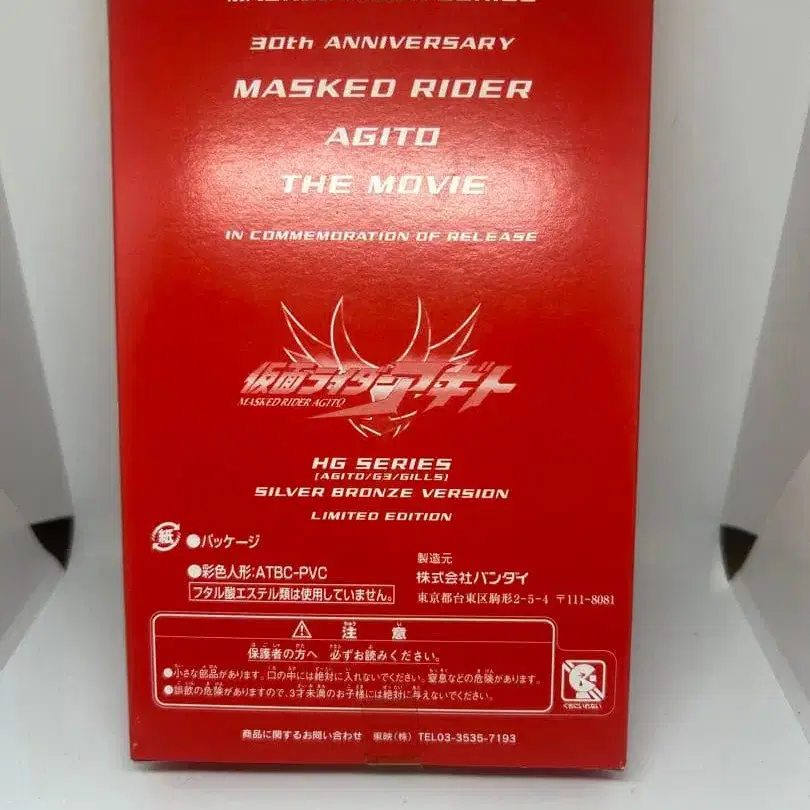 30th ANNIVERSARY
MASKED RIDER
AGITO
THE MOVIE
IN COMMEMORATION OF RELEASE
仮面ライダーアギト
MASKED RIDER AGITO
HG SERIES
[AGITO/G3/GILLS]
SILVER BRONZE VERSION
LIMITED EDITION
紙 ●パッケージ
●彩色人形:ATBC-PVC
フタル酸エステル類は使用していません。
製造元
株式会社バンダイ
東京都台東区駒形2-5-4 〒111-8081
⚠ 注意
保護者の方へ 必ずお読みください。
●小さな部品があります。口の中には絶対に入れないでください。窒息などの危険があります。
●誤飲の危険がありますので、3才未満のお子様には絶対に与えないでください。
くちにいれない
商品に関するお問い合わせ 東映(株) TEL03-3535-7193